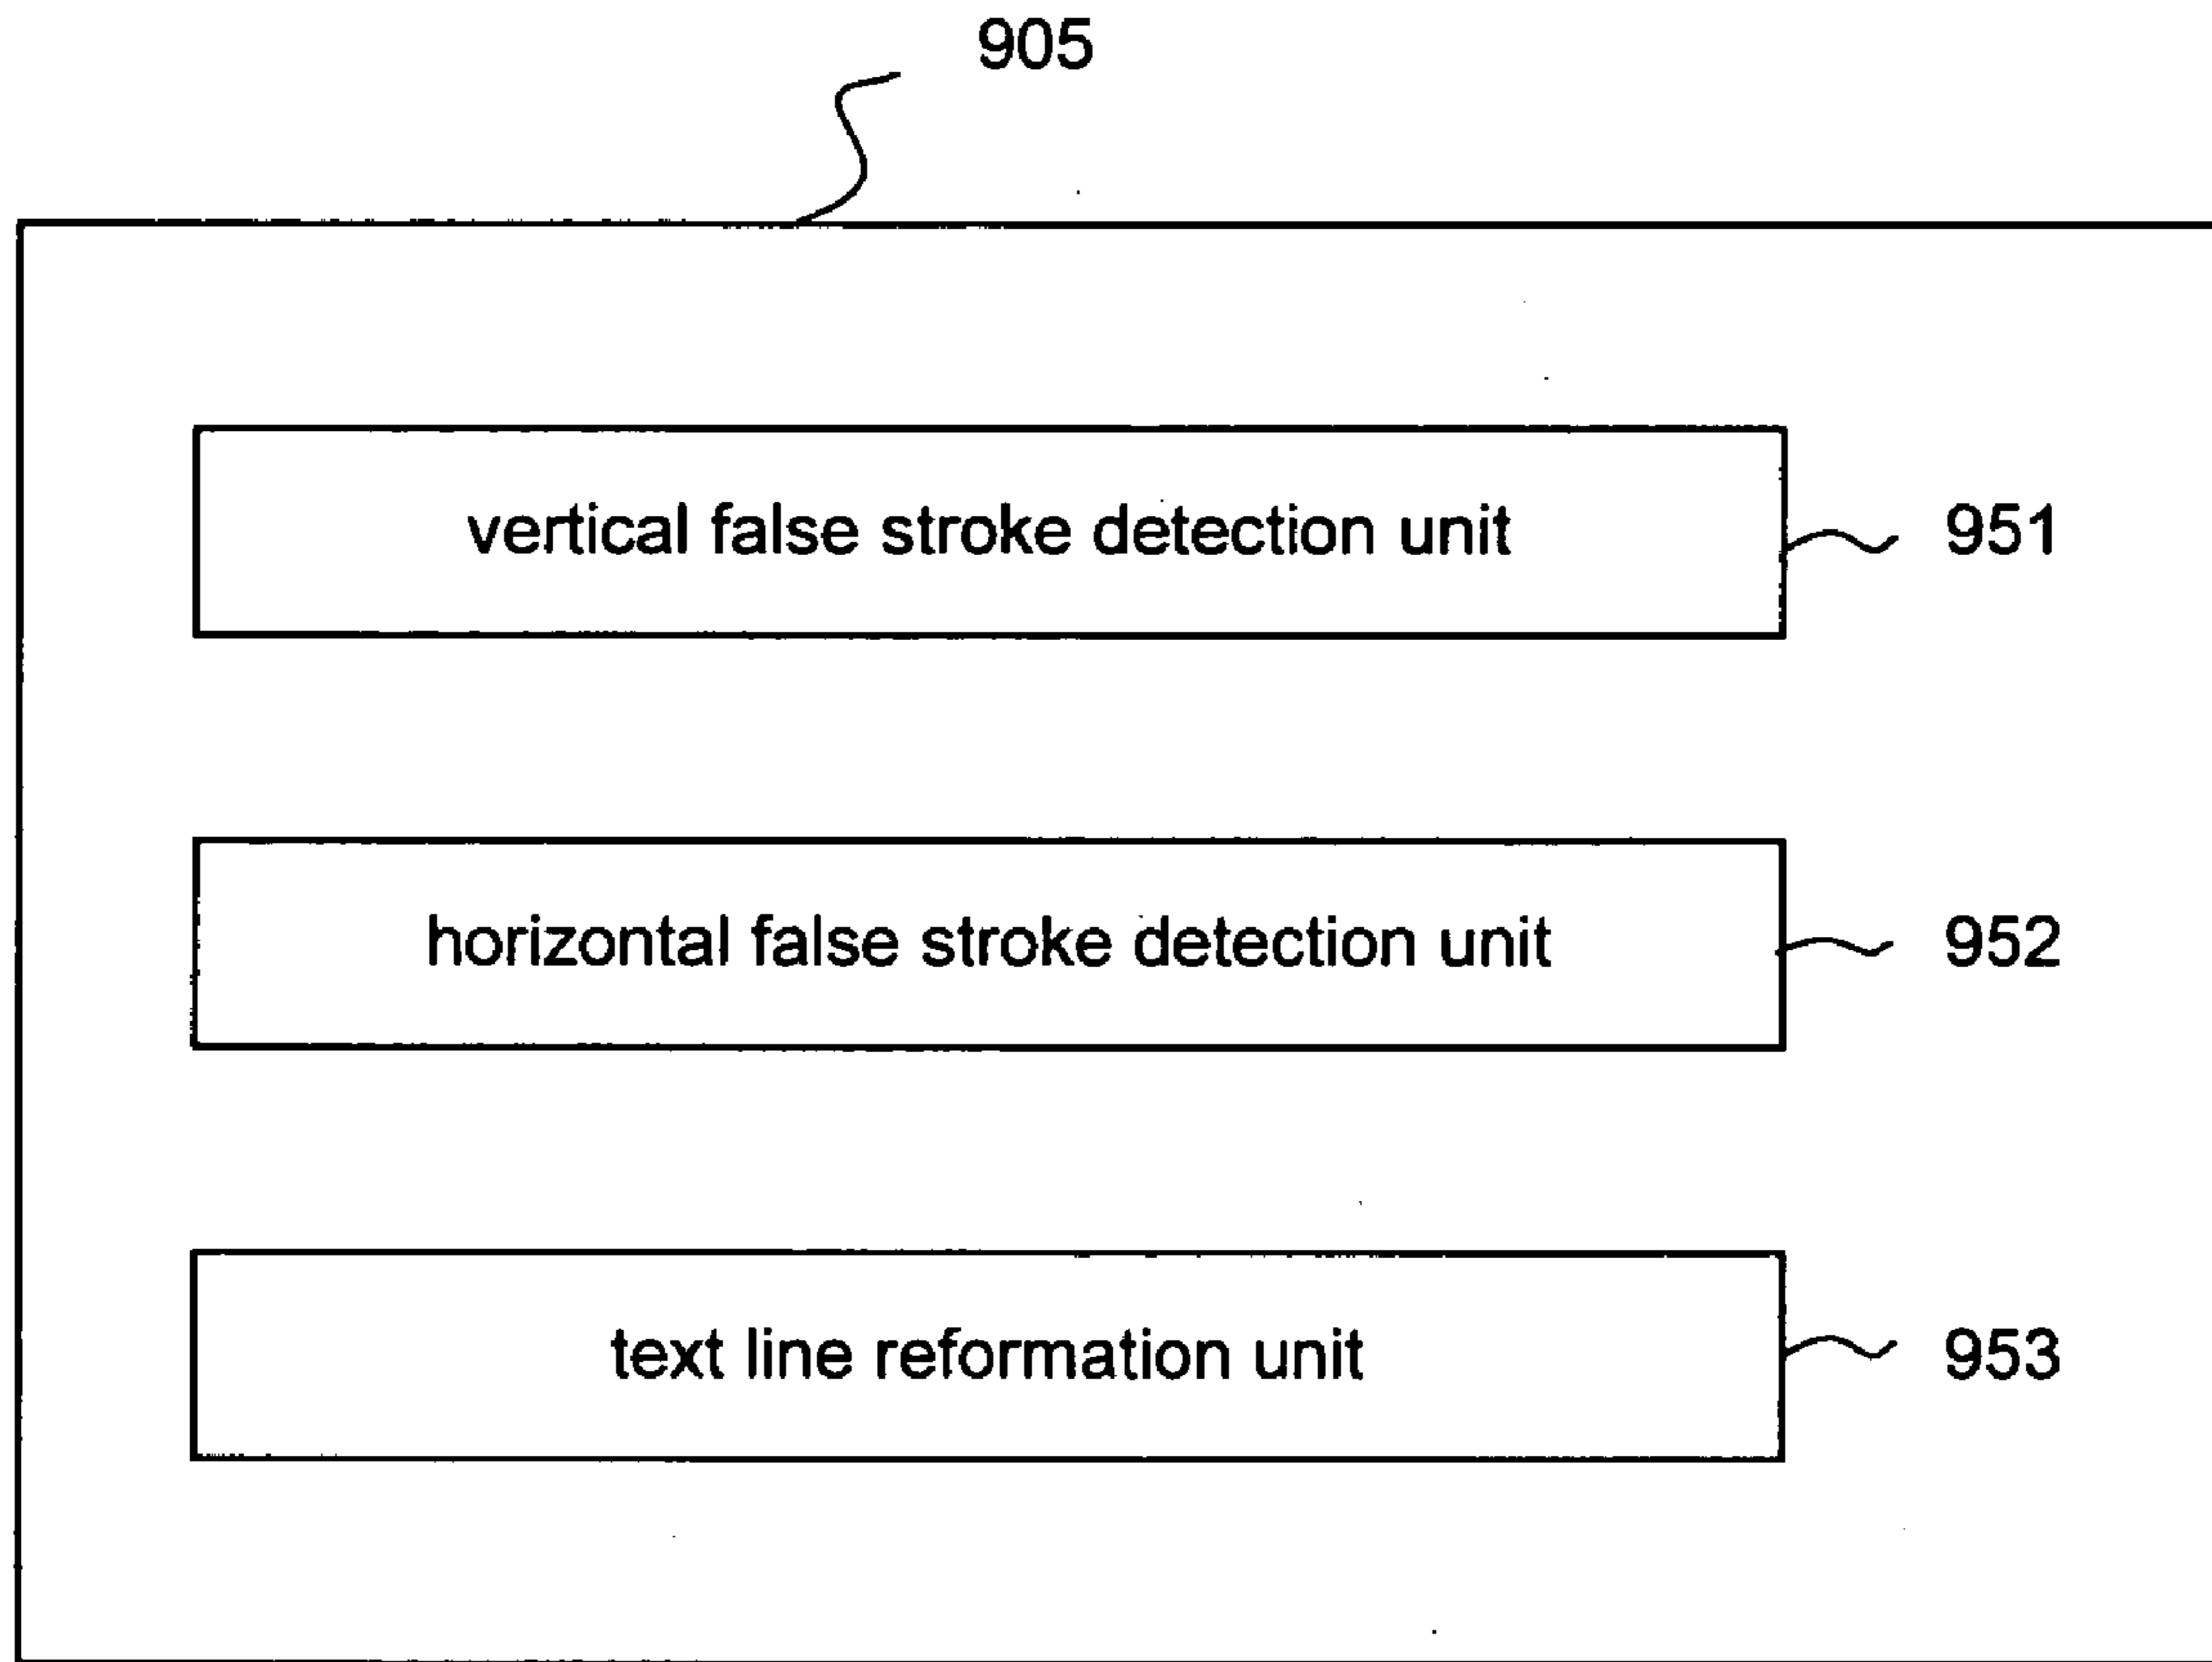 905
vertical false stroke detection unit 951
horizontal false stroke detection unit 952
text line reformation unit 953